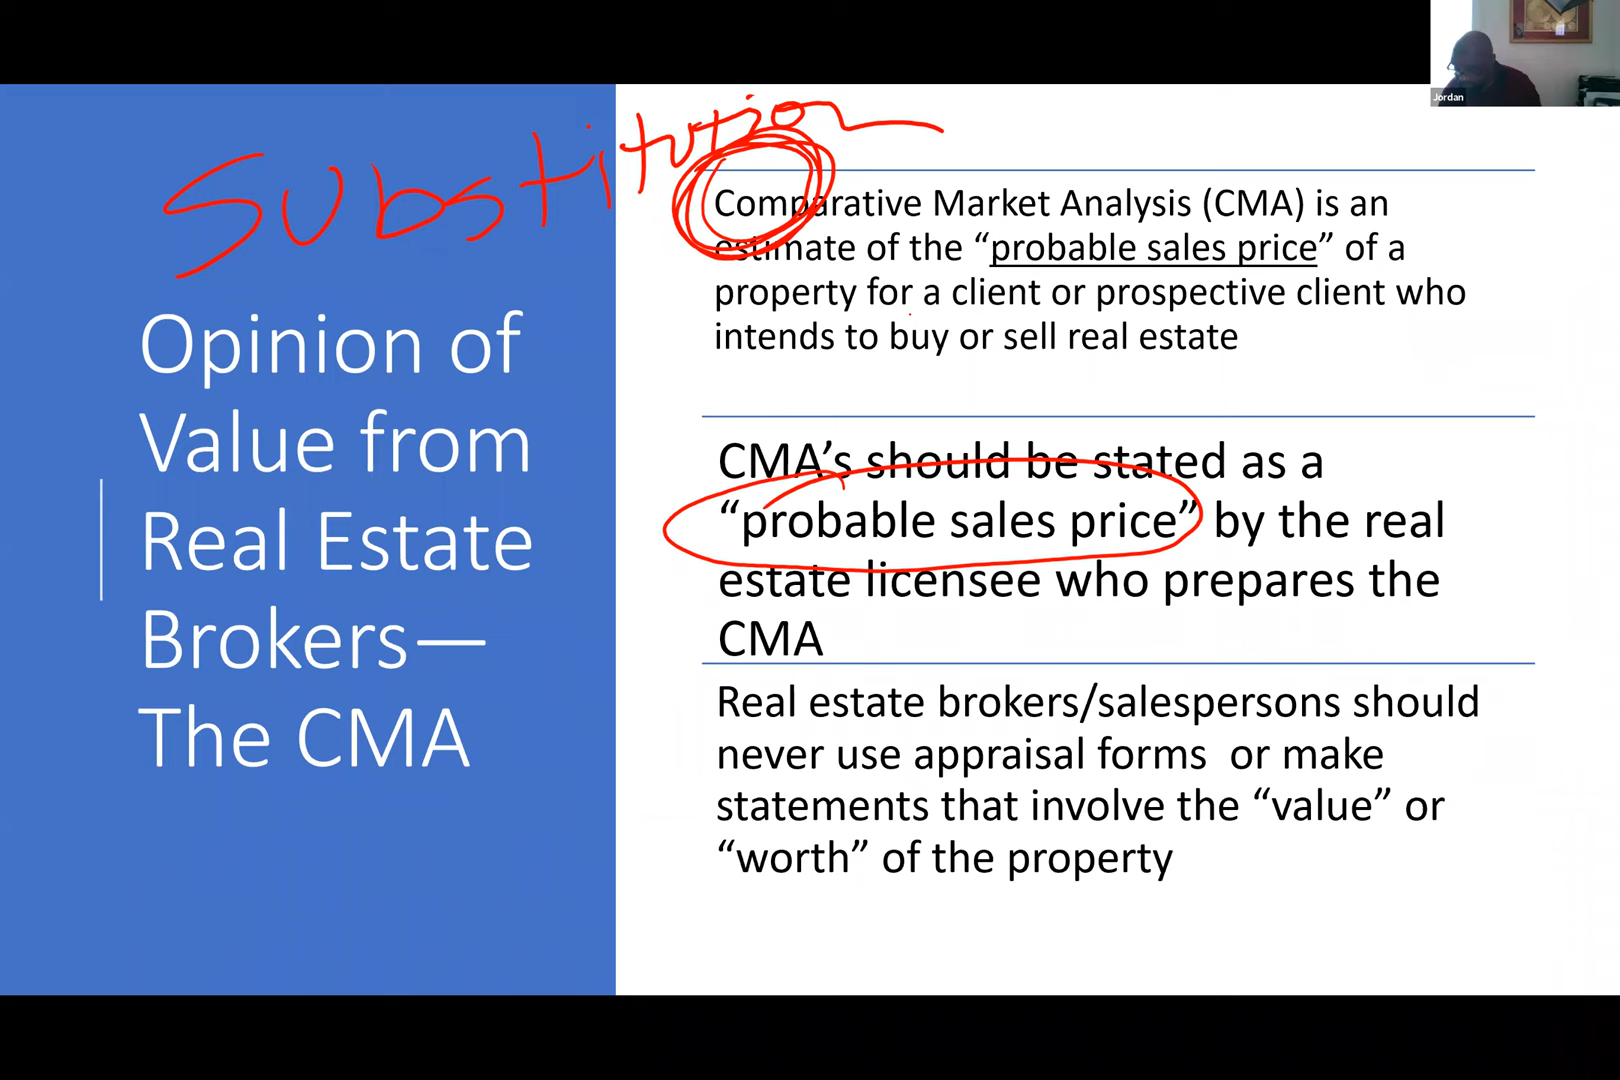 Jordan
Substitution
Opinion of
Value from
Real Estate
Brokers—
The CMA
Comparative Market Analysis (CMA) is an
estimate of the “probable sales price” of a
property for a client or prospective client who
intends to buy or sell real estate
CMA’s should be stated as a
“probable sales price” by the real
estate licensee who prepares the
CMA
Real estate brokers/salespersons should
never use appraisal forms or make
statements that involve the “value” or
“worth” of the property